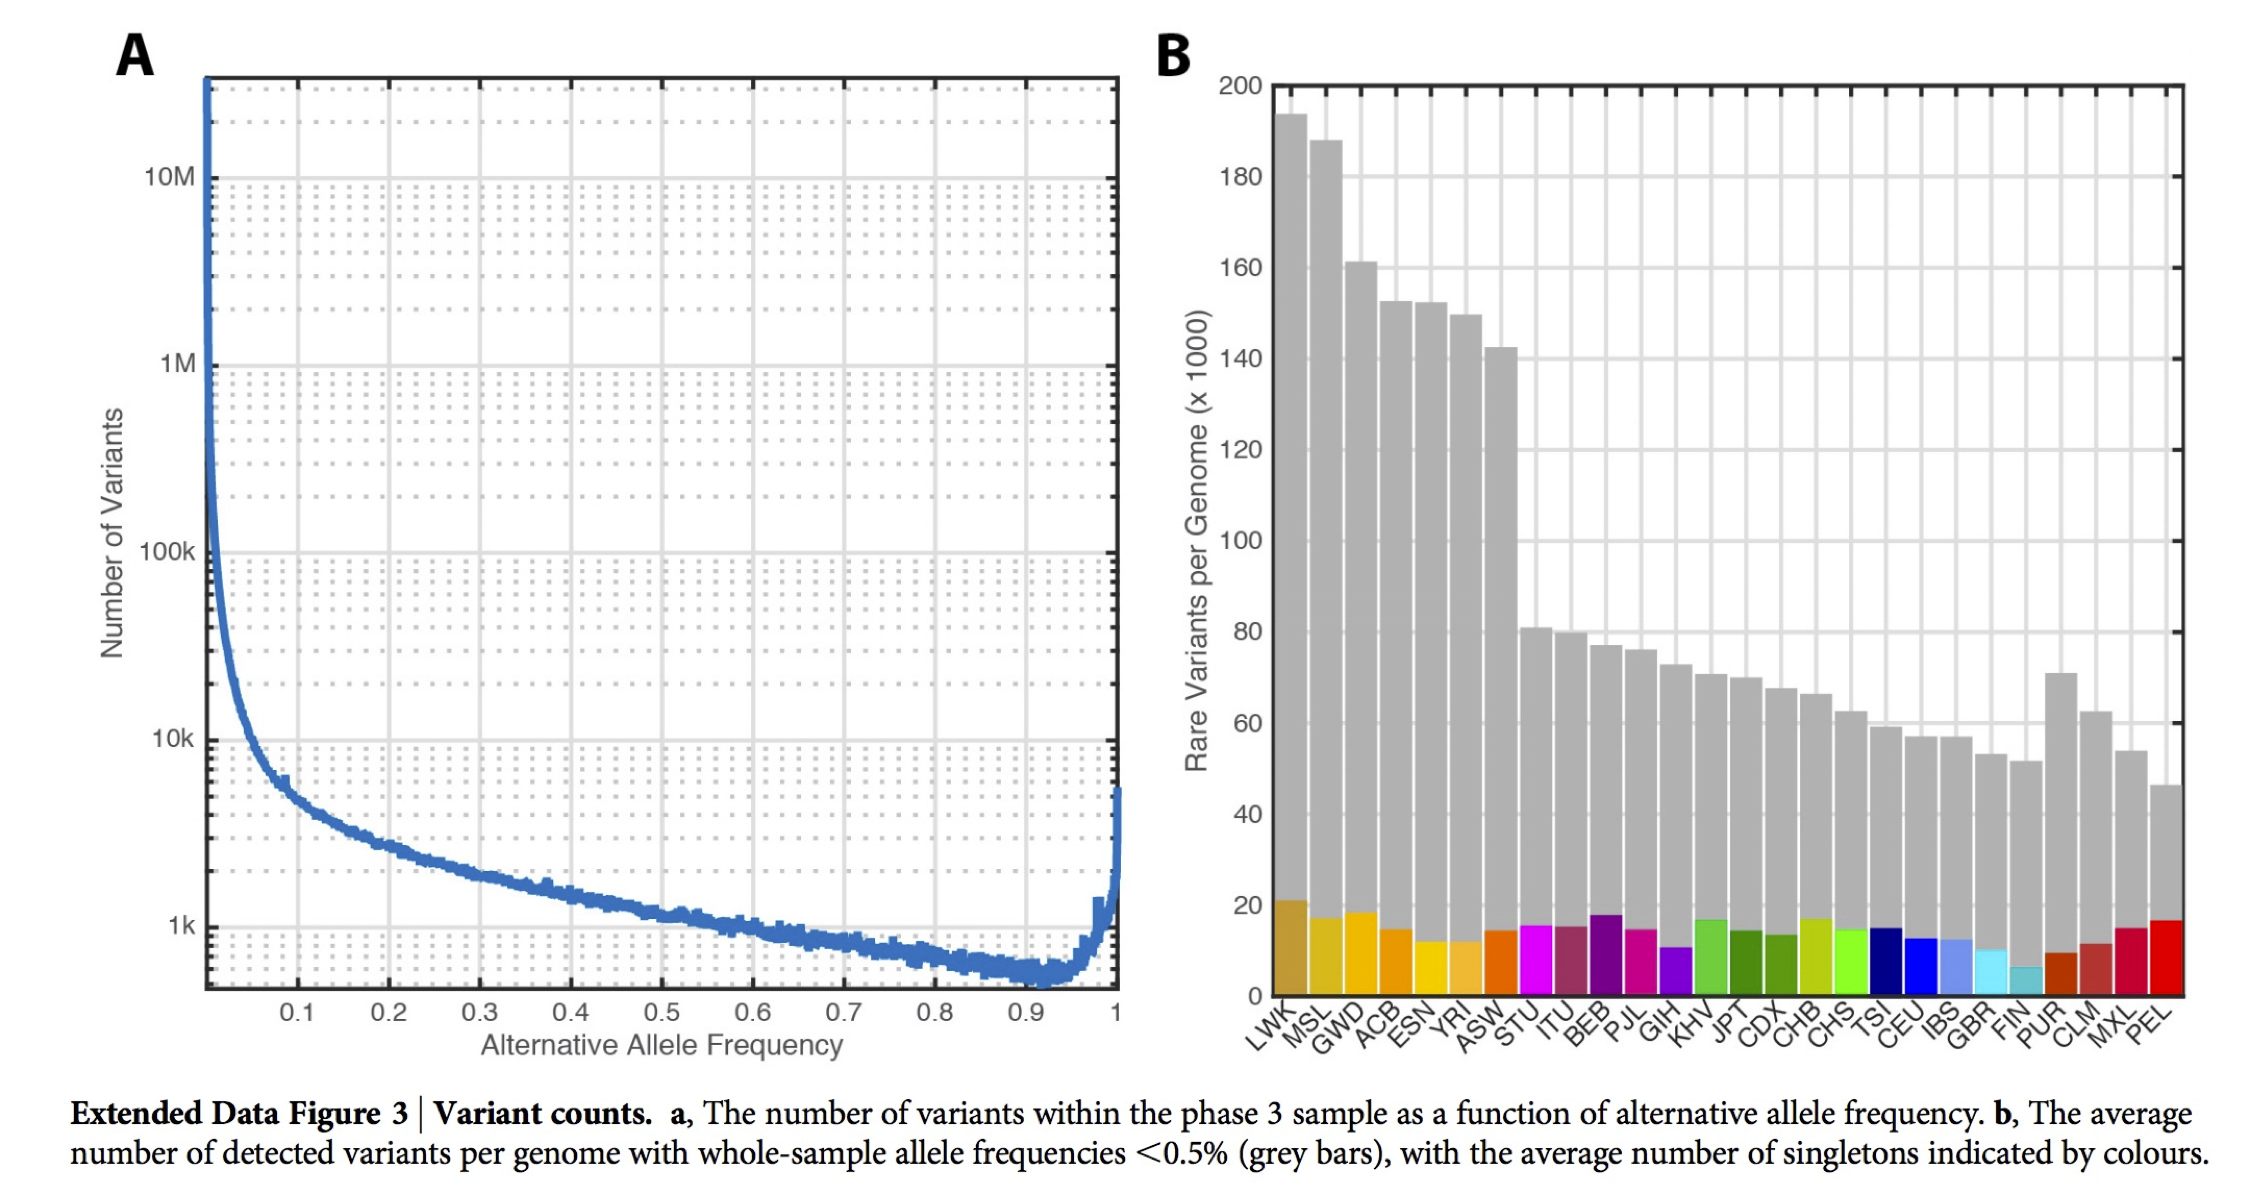 A
Number of Variants
10M
1M
100k
10k
1k
0.1 0.2 0.3 0.4 0.5 0.6 0.7 0.8 0.9 1
Alternative Allele Frequency
B
Rare Variants per Genome (x 1000)
200
180
160
140
120
100
80
60
40
20
0
LWK MSL GWD ACB ESN YRI ASW STU ITU BEB PJL GIH KHV JPT CDX CHB CHS TSI CEU IBS GBR FIN PUR CLM MXL PEL
Extended Data Figure 3 | Variant counts. a, The number of variants within the phase 3 sample as a function of alternative allele frequency. b, The average
number of detected variants per genome with whole-sample allele frequencies <0.5% (grey bars), with the average number of singletons indicated by colours.